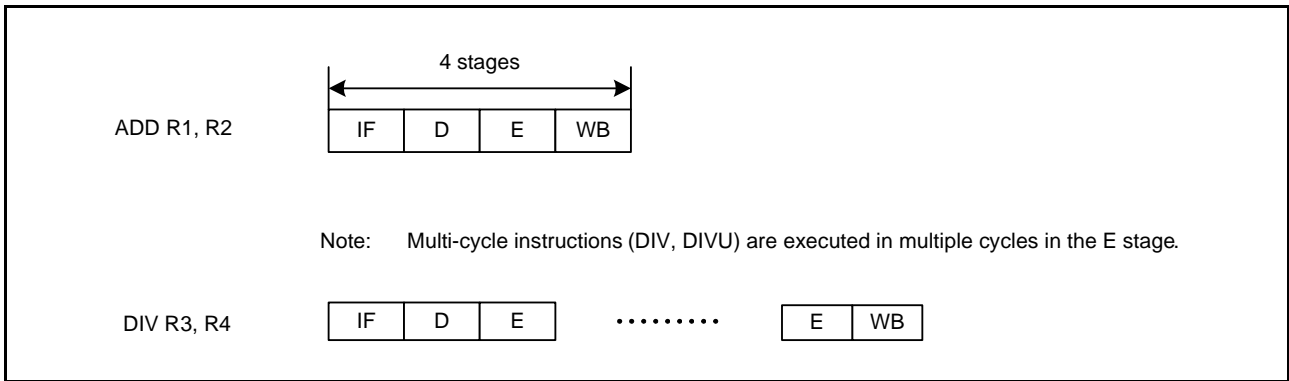 4 stages
ADD R1, R2 IF D E WB
Note: Multi-cycle instructions (DIV, DIVU) are executed in multiple cycles in the E stage.
DIV R3, R4 IF D E ········· E WB